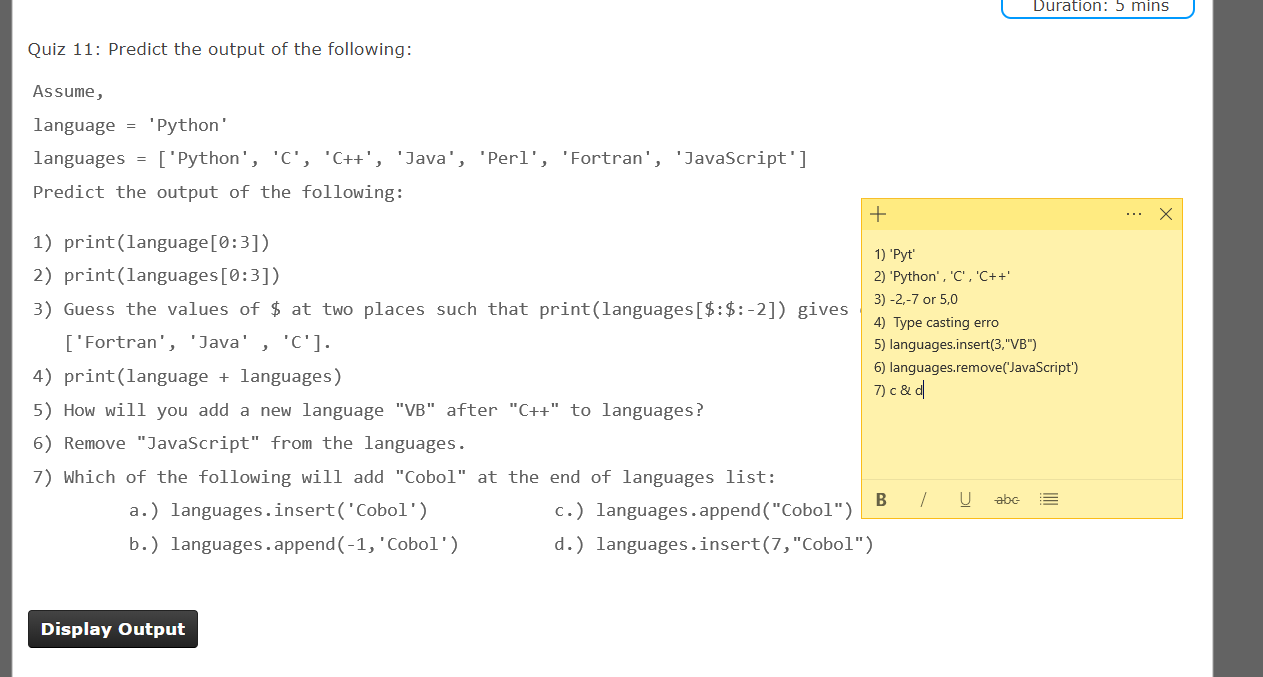 Duration: 5 mins
Quiz 11: Predict the output of the following:
Assume,
language = 'Python'
languages = ['Python', 'C', 'C++', 'Java', 'Perl', 'Fortran', 'JavaScript']
Predict the output of the following:
1) print(language[0:3])
2) print(languages[0:3])
3) Guess the values of $ at two places such that print(languages[$:$:-2]) gives
['Fortran', 'Java' , 'C'].
4) print(language + languages)
5) How will you add a new language "VB" after "C++" to languages?
6) Remove "JavaScript" from the languages.
7) Which of the following will add "Cobol" at the end of languages list:
a.) languages.insert('Cobol') c.) languages.append("Cobol")
b.) languages.append(-1,'Cobol') d.) languages.insert(7,"Cobol")
1) 'Pyt'
2) 'Python' , 'C' , 'C++'
3) -2,-7 or 5,0
4) Type casting erro
5) languages.insert(3,"VB")
6) languages.remove('JavaScript')
7) c & d
B / U abc
Display Output